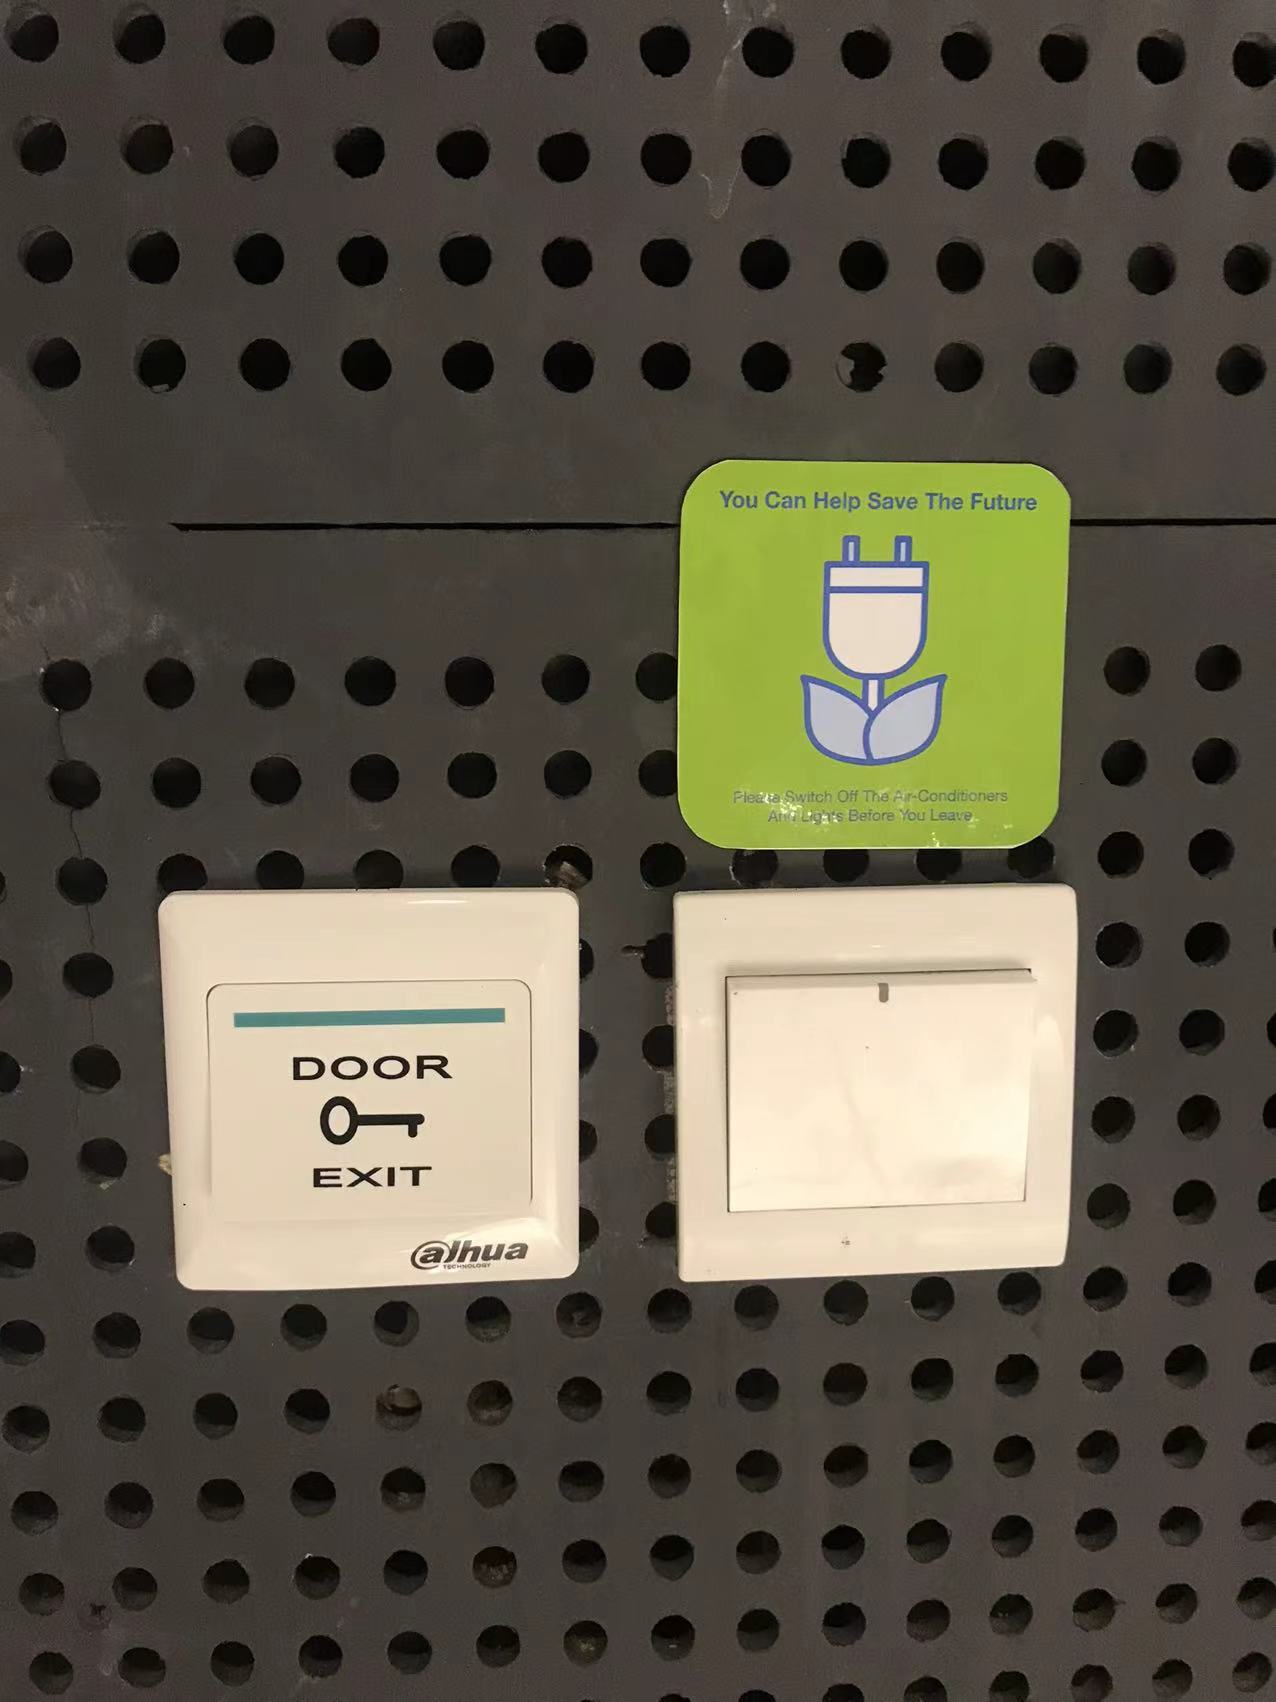 You Can Help Save The Future
Please Switch Off The Air-Conditioners
And Lights Before You Leave
DOOR
EXIT
alhua
TECHNOLOGY